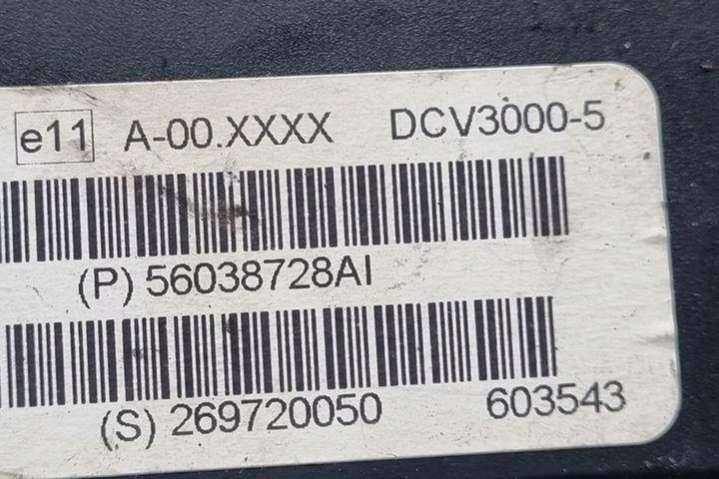 e11 A-00.XXXX DCV3000-5
(P) 56038728AI
(S) 269720050 603543